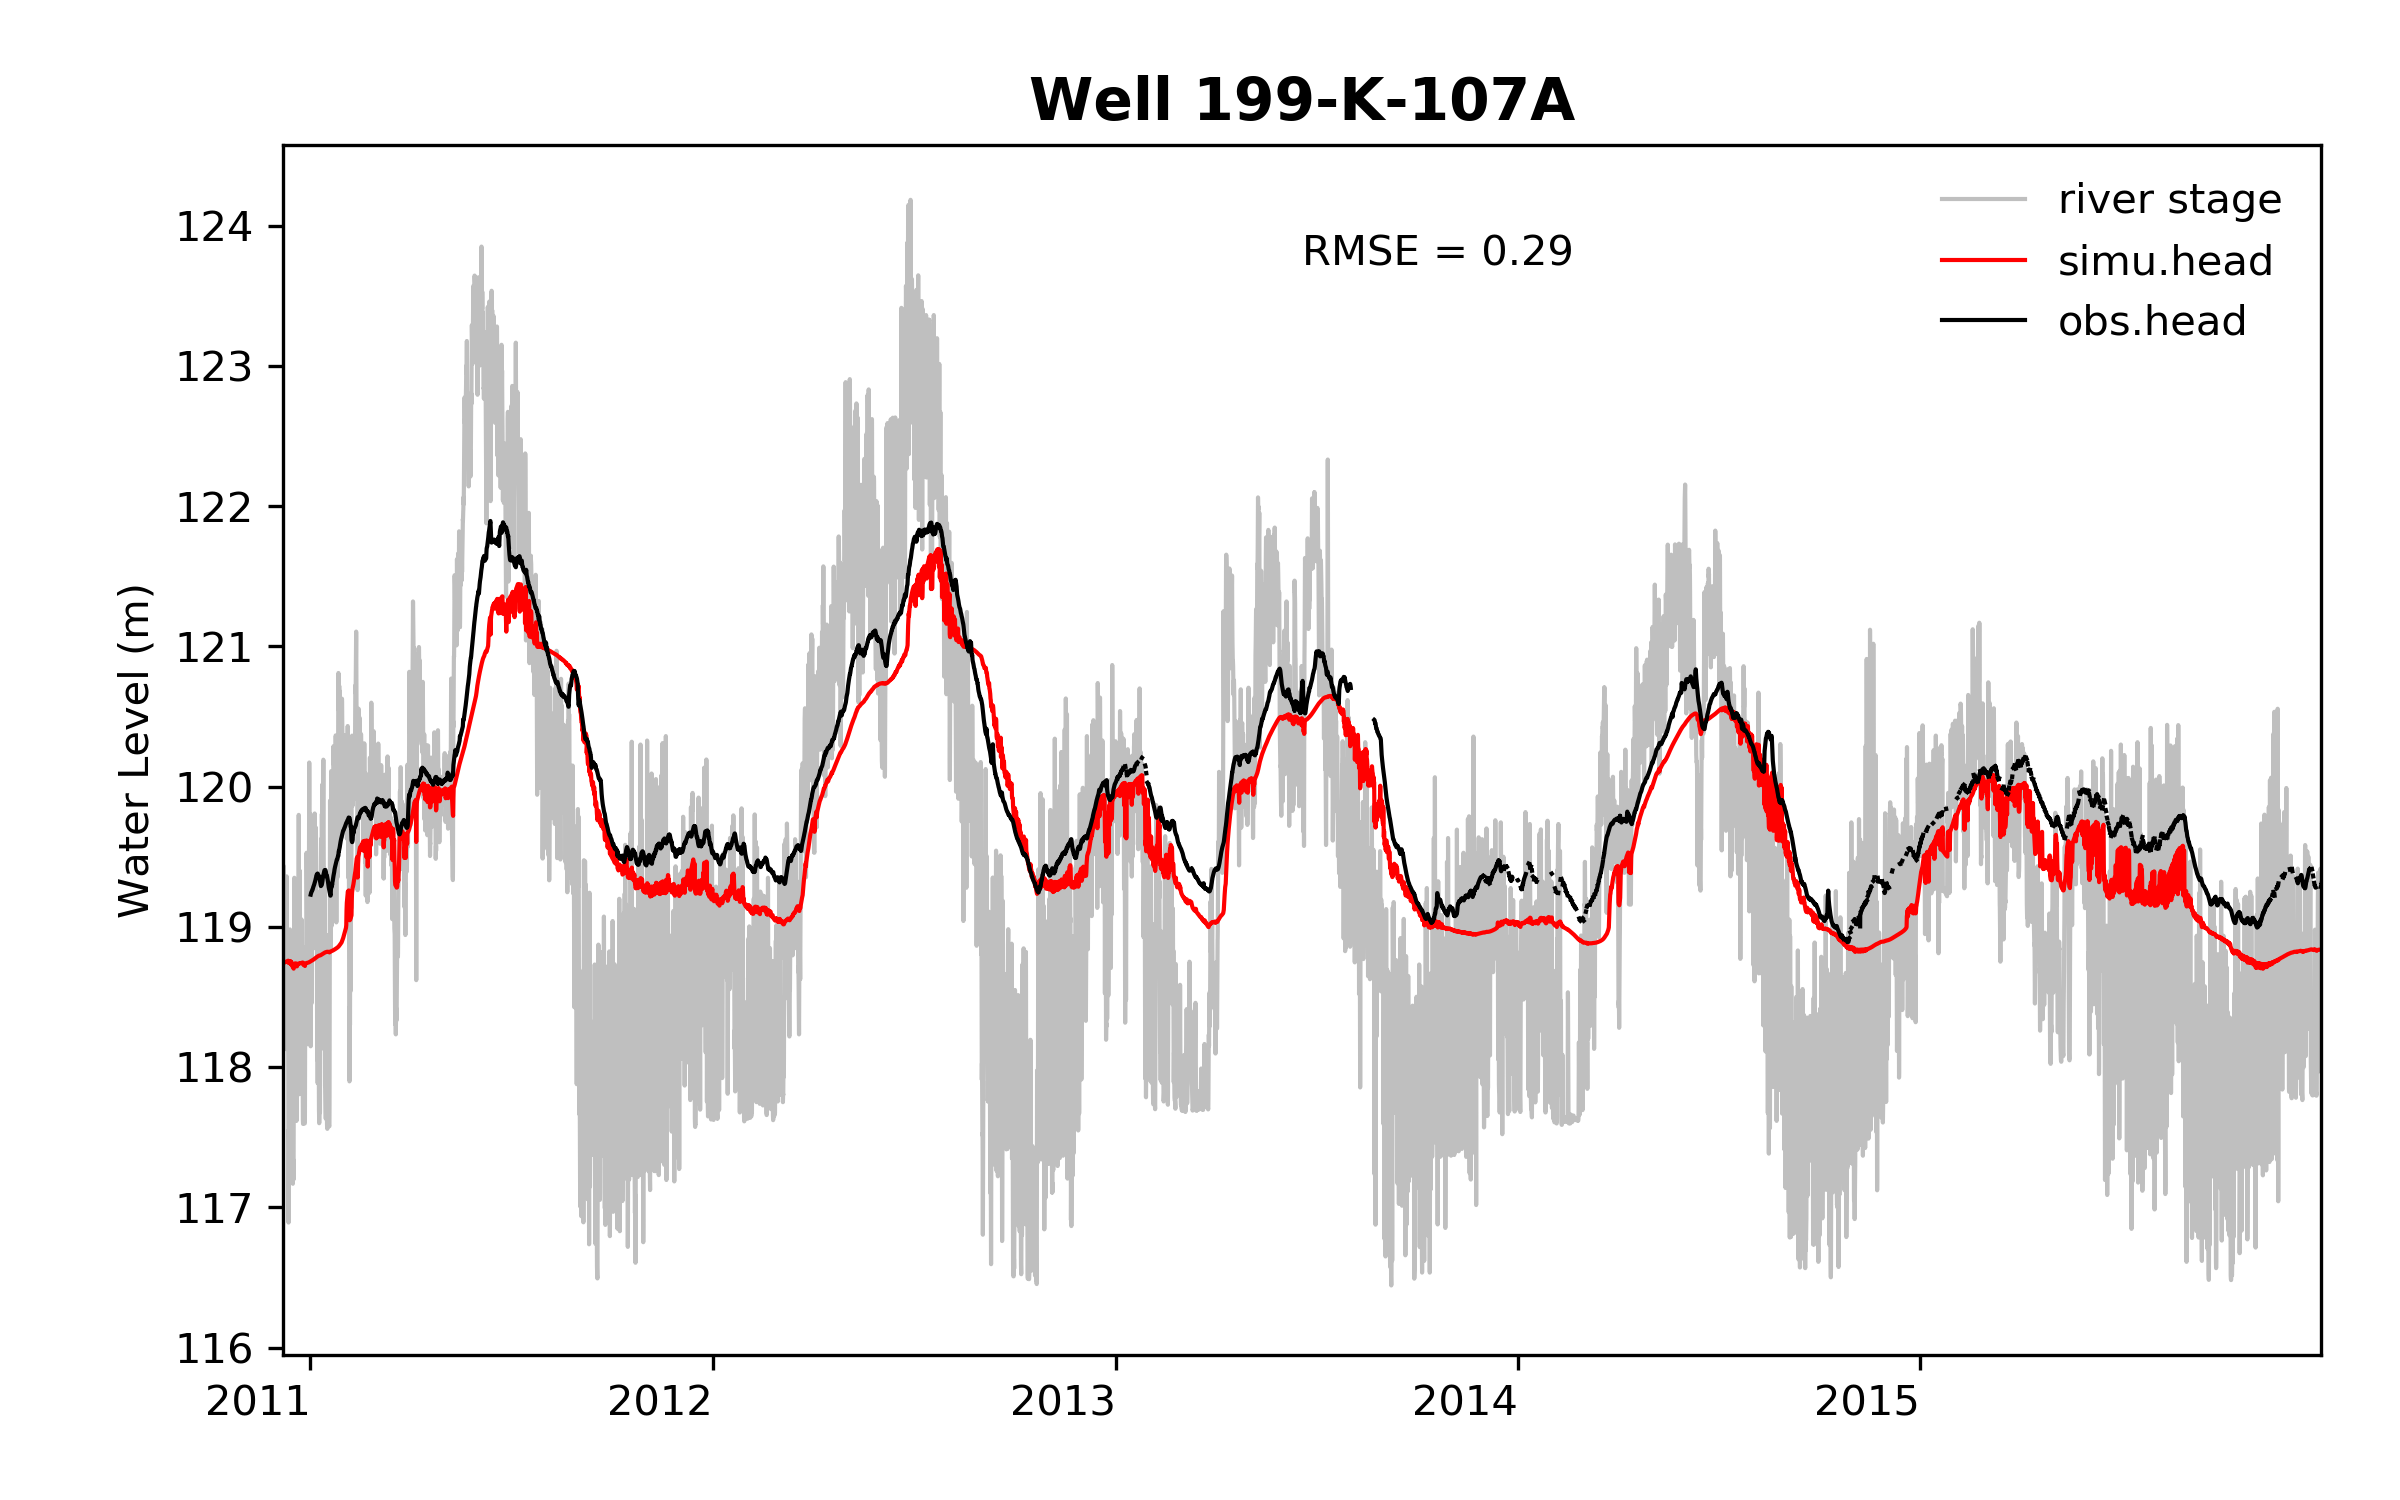 Well 199-K-107A
river stage
RMSE = 0.29
simu.head
obs.head
Water Level (m)
124
123
122
121
120
119
118
117
116
2011 2012 2013 2014 2015